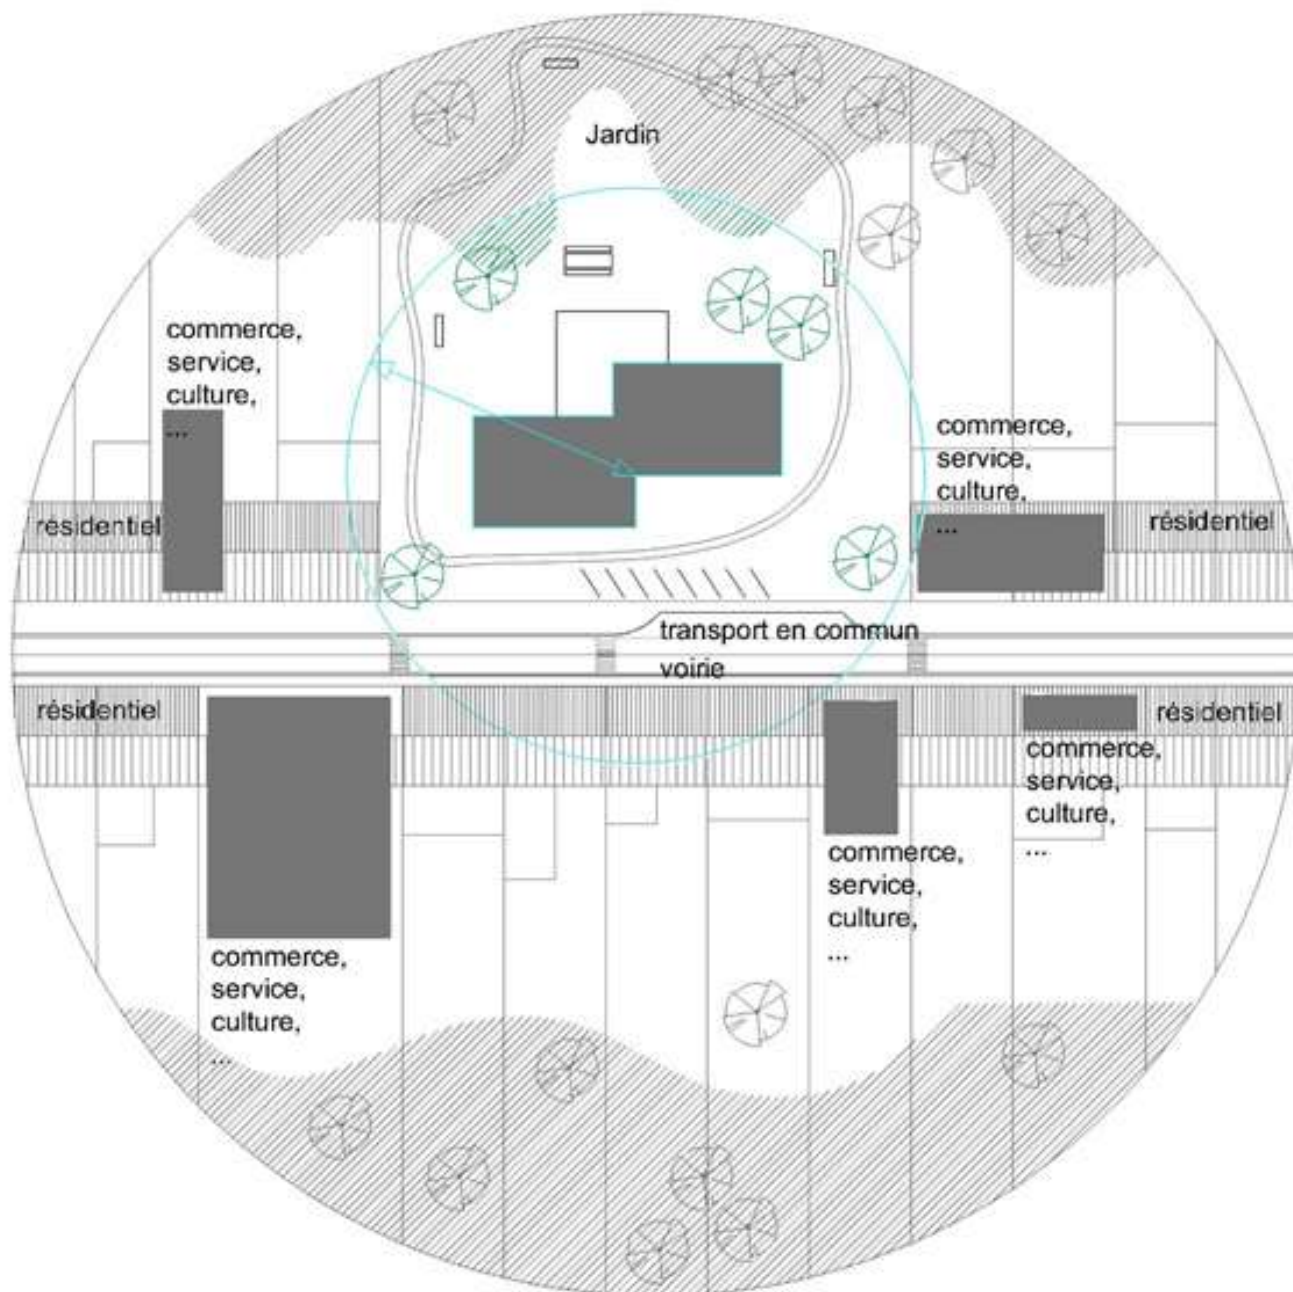 Jardin
commerce,
service,
culture,
...
commerce,
service,
culture,
...
résidentiel
résidentiel
transport en commun
voirie
résidentiel
résidentiel
commerce,
service,
culture,
...
commerce,
service,
culture,
...
commerce,
service,
culture,
...